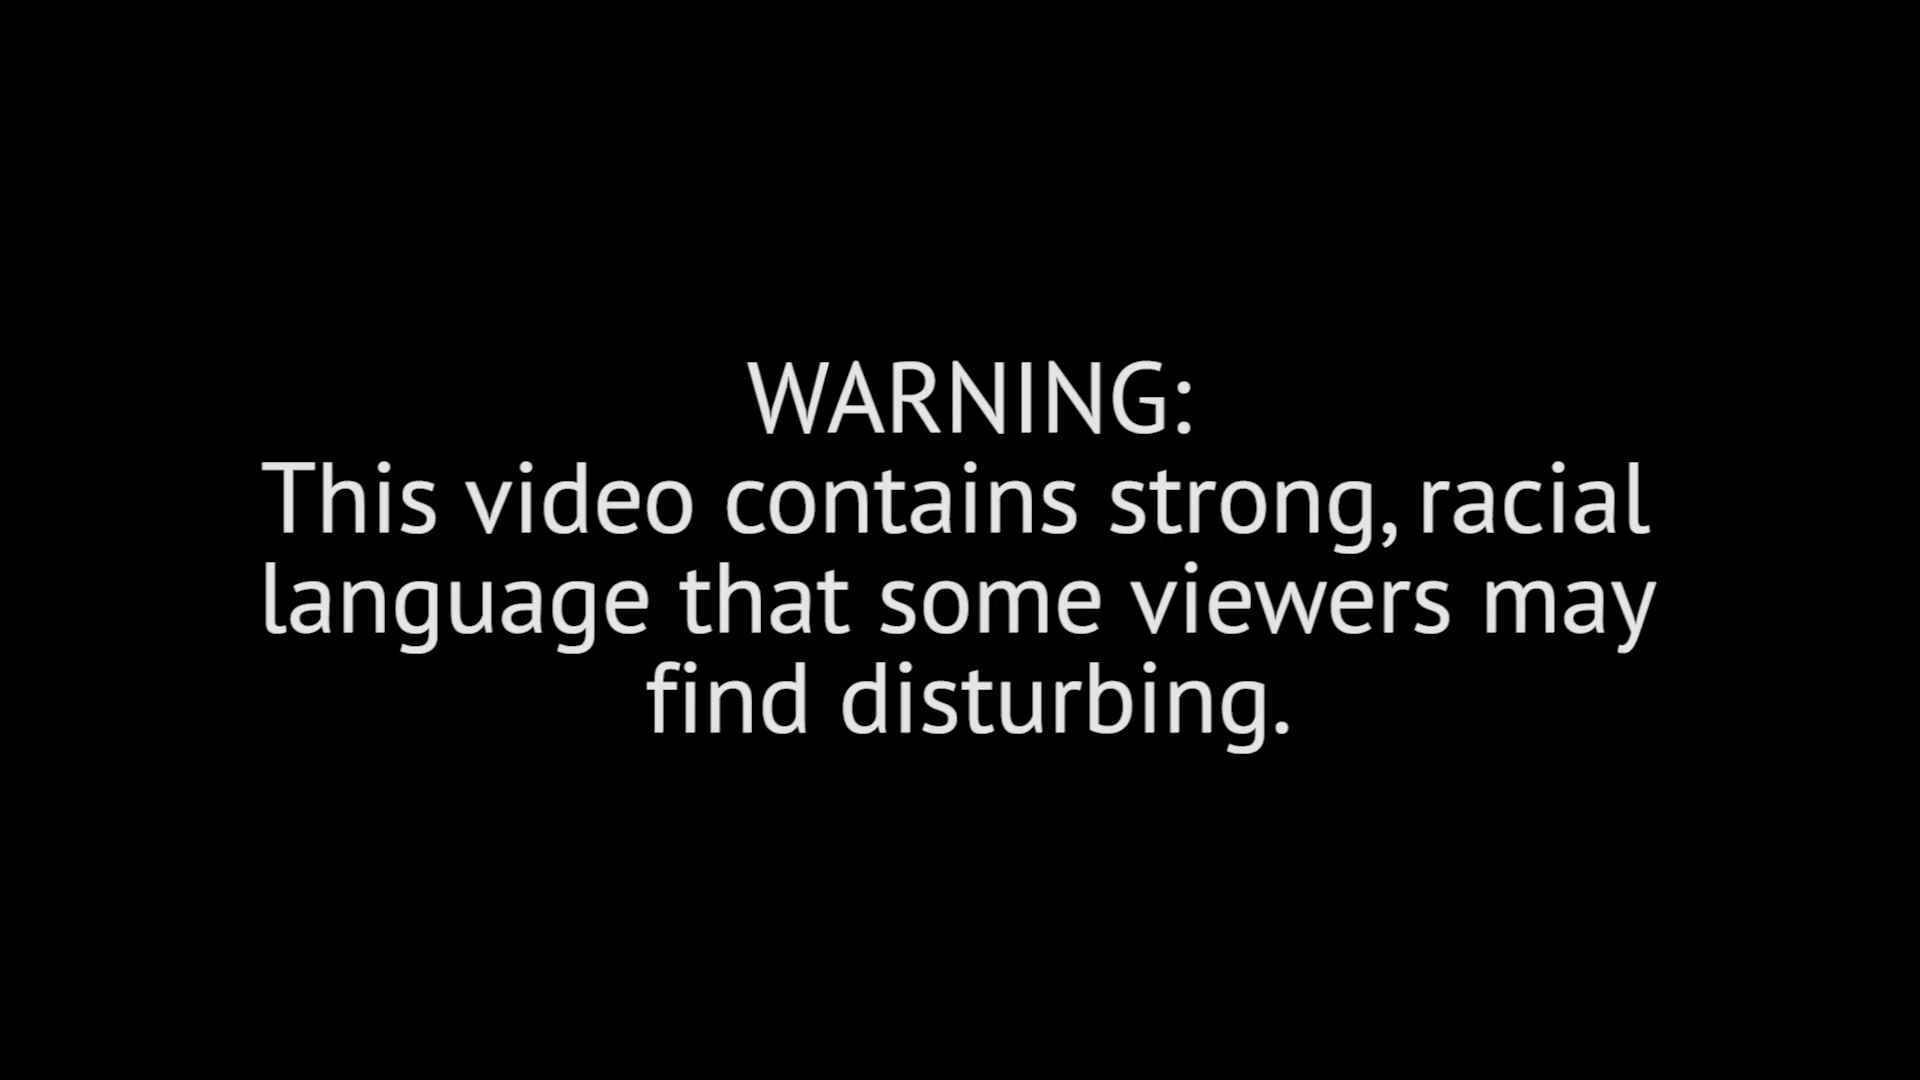 WARNING:
This video contains strong, racial
language that some viewers may
find disturbing.